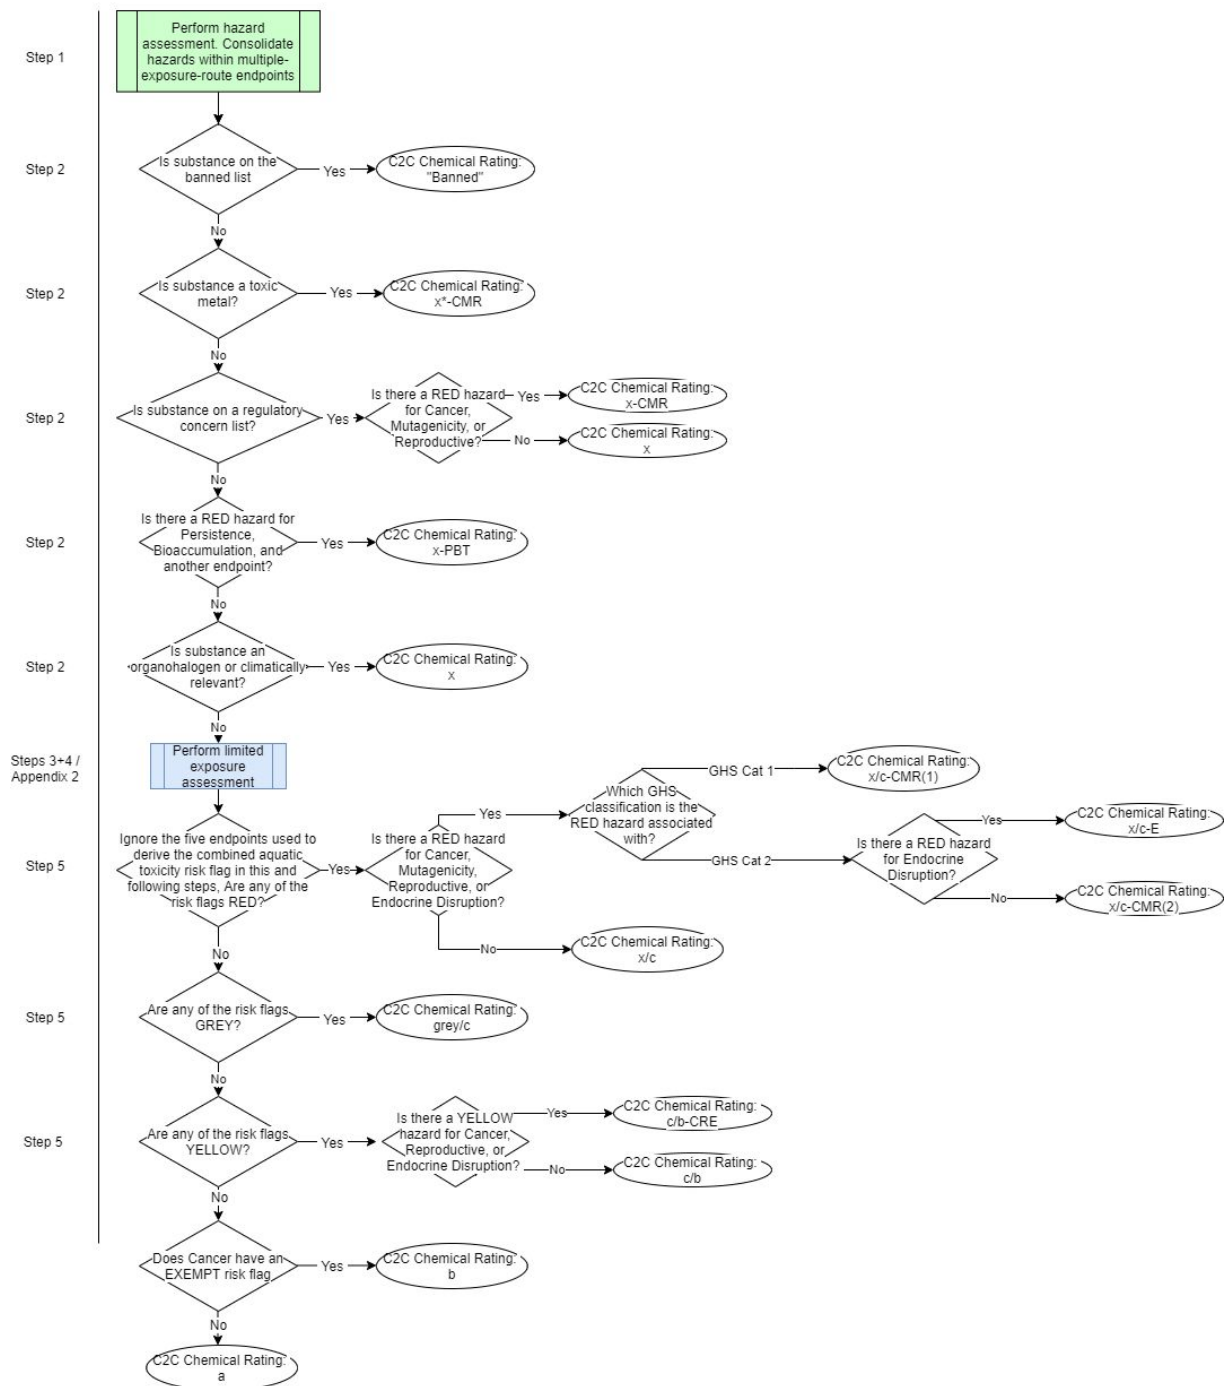 Step 1
Perform hazard
assessment. Consolidate
hazards within multiple-
exposure-route endpoints
Step 2
Is substance on the
banned list
Yes
C2C Chemical Rating:
"Banned"
No
Step 2
Is substance a toxic
metal?
Yes
C2C Chemical Rating:
x*-CMR
No
Step 2
Is substance on a regulatory
concern list?
Yes
Is there a RED hazard
for Cancer,
Mutagenicity, or
Reproductive?
Yes
C2C Chemical Rating:
x-CMR
No
C2C Chemical Rating:
x
No
Step 2
Is there a RED hazard for
Persistence,
Bioaccumulation, and
another endpoint?
Yes
C2C Chemical Rating:
x-PBT
No
Step 2
Is substance an
organohalogen or climatically
relevant?
Yes
C2C Chemical Rating:
x
No
Steps 3+4 /
Appendix 2
Perform limited
exposure
assessment
Step 5
Ignore the five endpoints used to
derive the combined aquatic
toxicity risk flag in this and
following steps, Are any of the
risk flags RED?
Yes
Is there a RED hazard
for Cancer,
Mutagenicity,
Reproductive, or
Endocrine Disruption?
Yes
Which GHS
classification is the
RED hazard associated
with?
GHS Cat 1
C2C Chemical Rating:
x/c-CMR(1)
GHS Cat 2
Is there a RED hazard
for Endocrine
Disruption?
Yes
C2C Chemical Rating:
x/c-E
No
C2C Chemical Rating:
x/c-CMR(2)
No
C2C Chemical Rating:
x/c
No
Step 5
Are any of the risk flags
GREY?
Yes
C2C Chemical Rating:
grey/c
No
Step 5
Are any of the risk flags
YELLOW?
Yes
Is there a YELLOW
hazard for Cancer,
Reproductive, or
Endocrine Disruption?
Yes
C2C Chemical Rating:
c/b-CRE
No
C2C Chemical Rating:
c/b
No
Does Cancer have an
EXEMPT risk flag
Yes
C2C Chemical Rating:
b
No
C2C Chemical Rating:
a